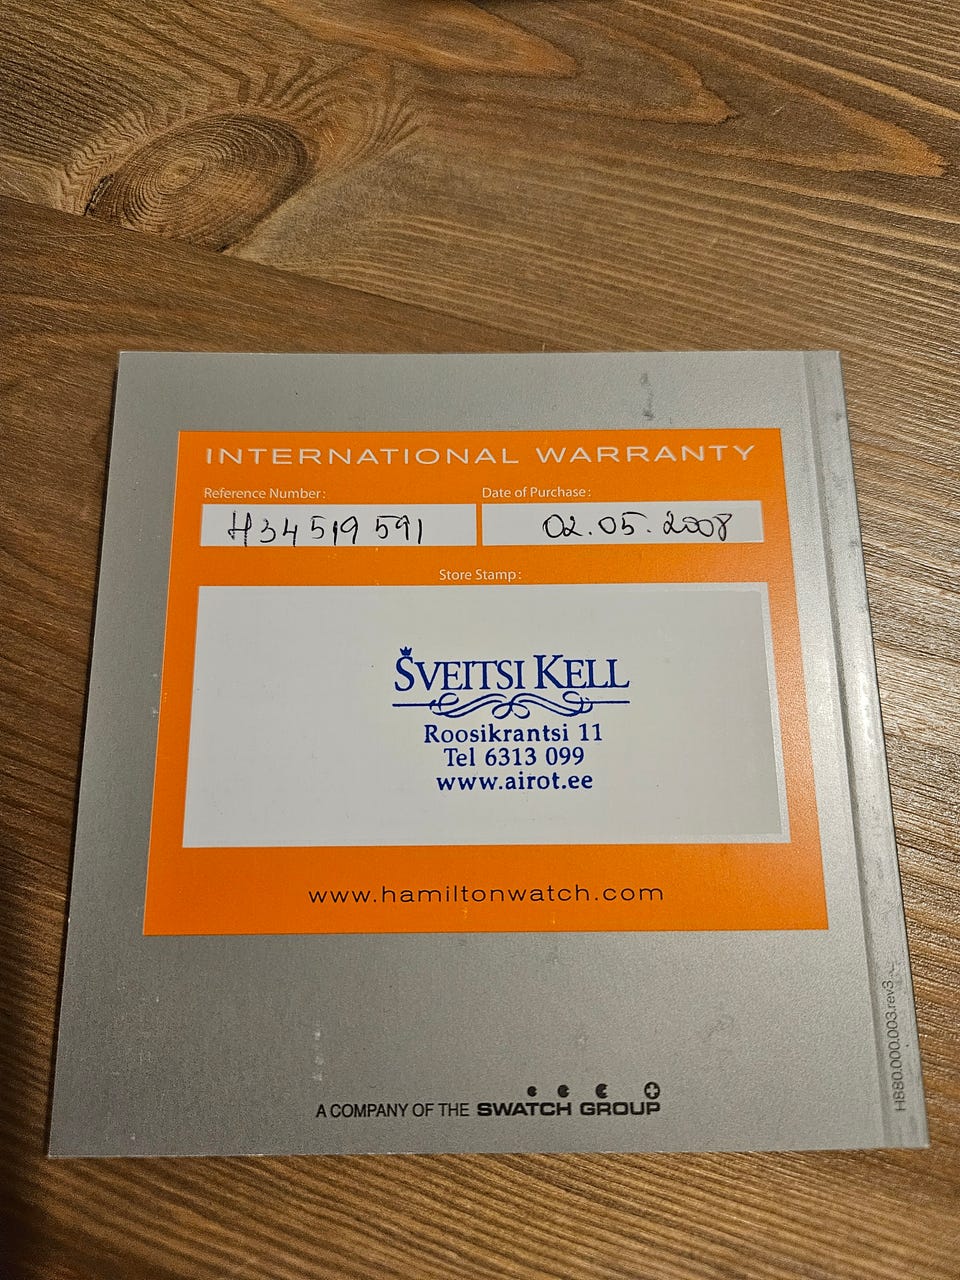 INTERNATIONAL WARRANTY
Reference Number:
H34519591
Date of Purchase:
02.05.2008
Store Stamp:
ŠVEITSI KELL
Roosikrantsi 11
Tel 6313 099
www.airot.ee
www.hamiltonwatch.com
A COMPANY OF THE SWATCH GROUP
H880.000.003.rev3